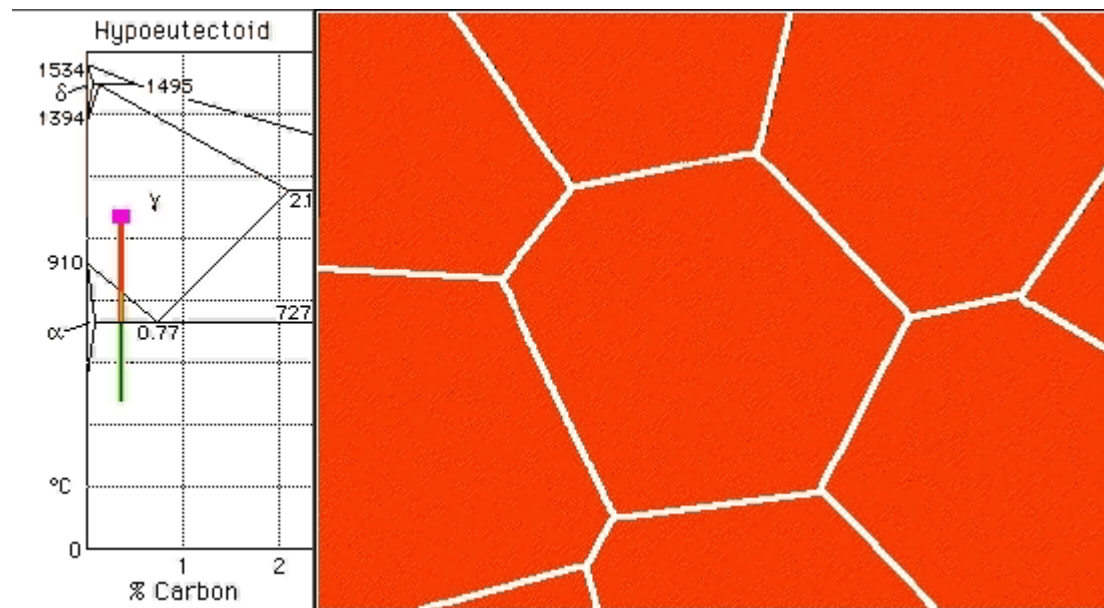 Hypoeutectoid
1534
δ
1495
1394
γ
2.1
910
727
α
0.77
°C
0
1
2
% Carbon